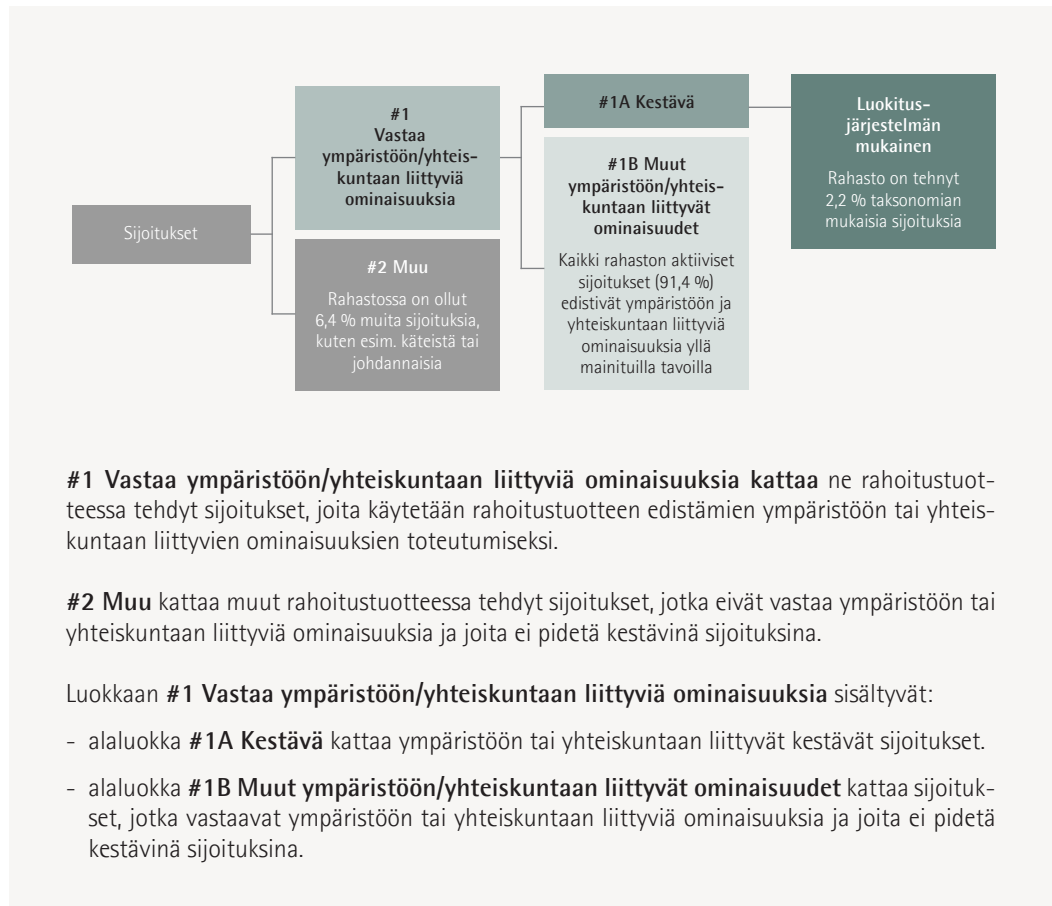 Sijoitukset
#1
Vastaa
ympäristöön/yhteis-
kuntaan liittyviä
ominaisuuksia
#2 Muu
Rahastossa on ollut
6,4 % muita sijoituksia,
kuten esim. käteistä tai
johdannaisia
#1A Kestävä
#1B Muut
ympäristöön/yhteis-
kuntaan liittyvät
ominaisuudet
Kaikki rahaston aktiiviset
sijoitukset (91,4 %)
edistivät ympäristöön ja
yhteiskuntaan liittyviä
ominaisuuksia yllä
mainituilla tavoilla
Luokitus-
järjestelmän
mukainen
Rahasto on tehnyt
2,2 % taksonomian
mukaisia sijoituksia
#1 Vastaa ympäristöön/yhteiskuntaan liittyviä ominaisuuksia kattaa ne rahoitustuot-
teessa tehdyt sijoitukset, joita käytetään rahoitustuotteen edistämien ympäristöön tai yhteis-
kuntaan liittyvien ominaisuuksien toteutumiseksi.
#2 Muu kattaa muut rahoitustuotteessa tehdyt sijoitukset, jotka eivät vastaa ympäristöön tai
yhteiskuntaan liittyviä ominaisuuksia ja joita ei pidetä kestävinä sijoituksina.
Luokkaan #1 Vastaa ympäristöön/yhteiskuntaan liittyviä ominaisuuksia sisältyvät:
- alaluokka #1A Kestävä kattaa ympäristöön tai yhteiskuntaan liittyvät kestävät sijoitukset.
- alaluokka #1B Muut ympäristöön/yhteiskuntaan liittyvät ominaisuudet kattaa sijoituk-
set, jotka vastaavat ympäristöön tai yhteiskuntaan liittyviä ominaisuuksia ja joita ei pidetä
kestävinä sijoituksina.